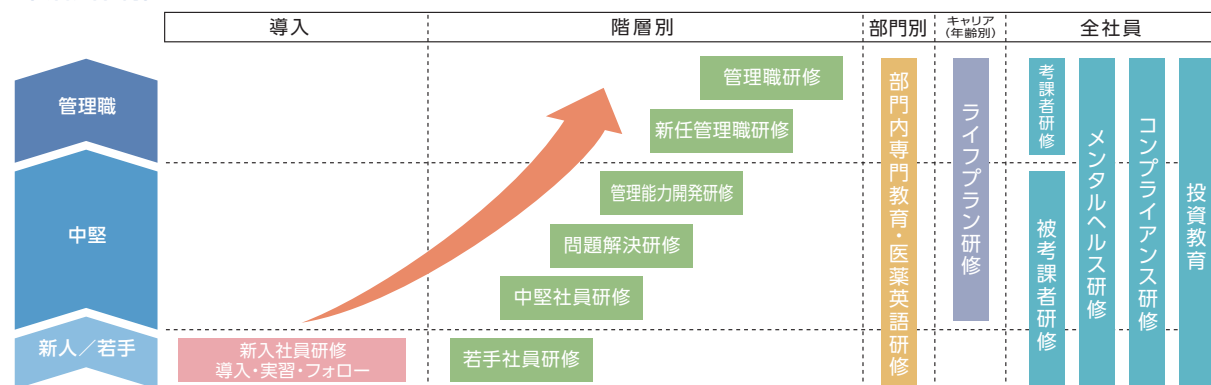 導入
階層別
部門別
キャリア
(年齢別)
全社員
管理職
中堅
新人／若手
管理職研修
新任管理職研修
管理能力開発研修
問題解決研修
中堅社員研修
新入社員研修
導入・実習・フォロー
若手社員研修
部門内専門教育・医薬英語研修
ライフプラン研修
考課者研修
被考課者研修
メンタルヘルス研修
コンプライアンス研修
投資教育